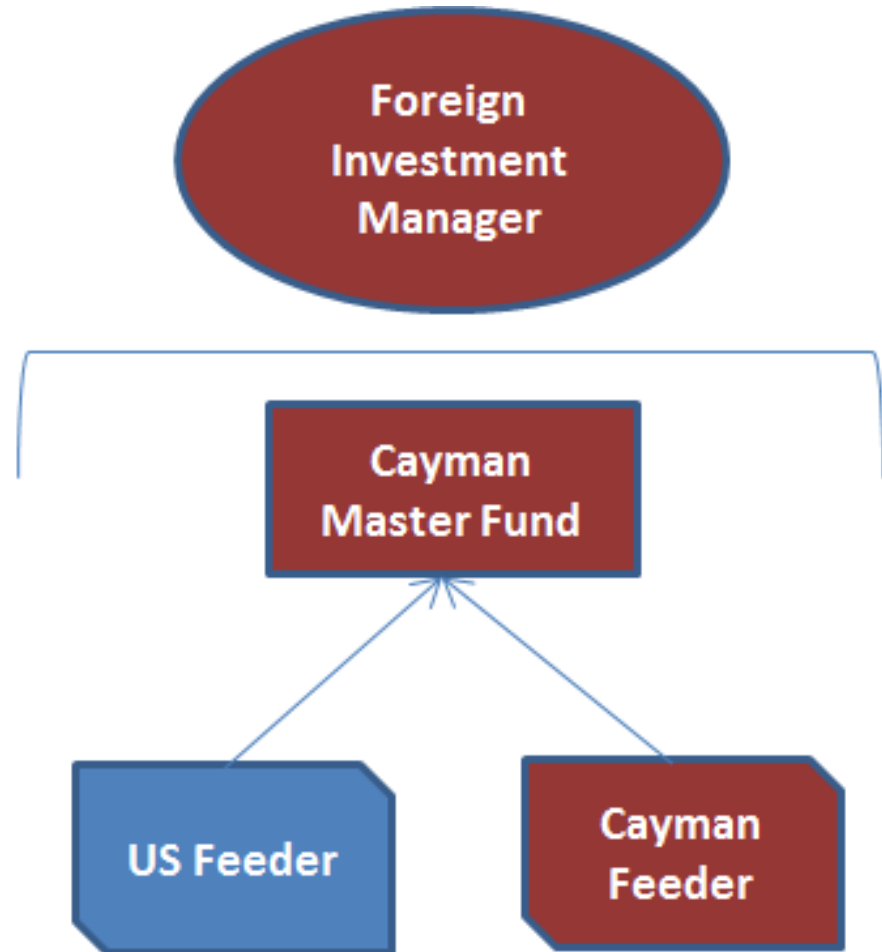 Foreign
Investment
Manager
Cayman
Master Fund
US Feeder
Cayman
Feeder